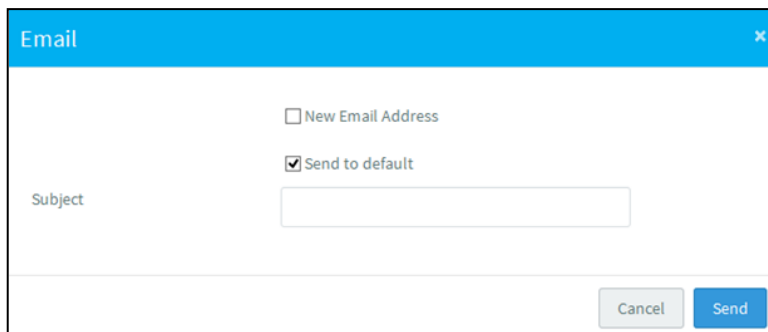 Email ×
New Email Address
Send to default
Subject
Cancel Send